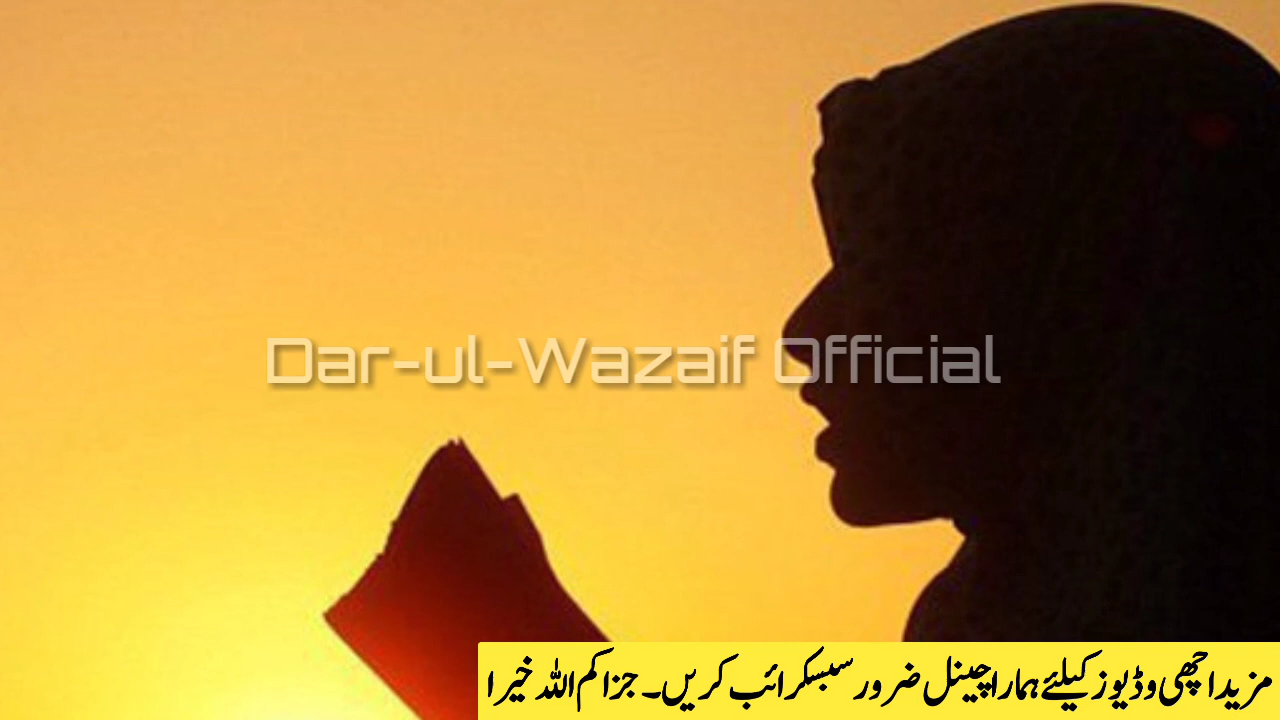 Dar-ul-Wazaif Official
مزید اچھی وڈیوز کیلئے ہمارا چینل ضرور سبسکرائب کریں۔ جزاکم اللہ خیرا